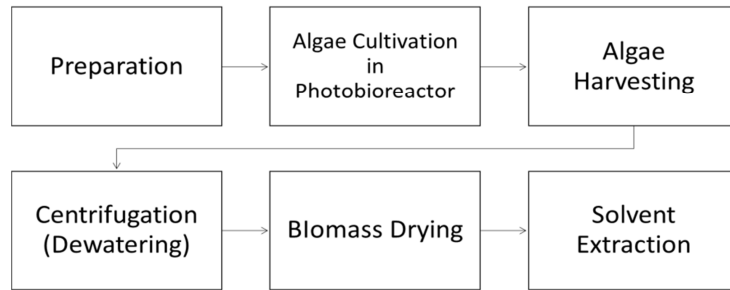 Preparation
Algae Cultivation
in
Photobioreactor
Algae
Harvesting
Centrifugation
(Dewatering)
BIomass Drying
Solvent
Extraction